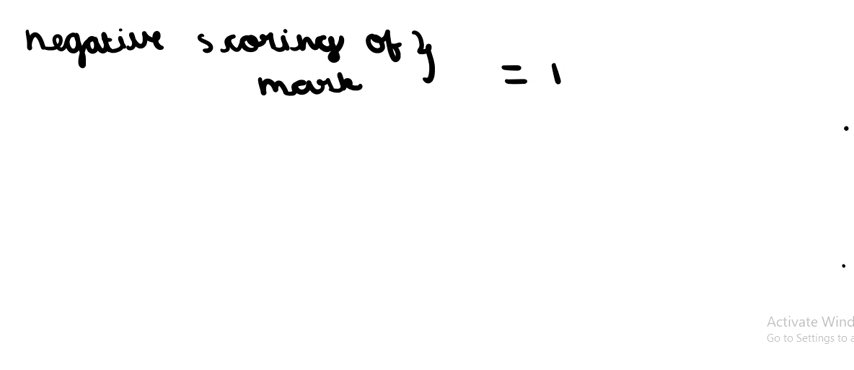 negative scoring of }
mark = 1
Activate Wind
Go to Settings to a